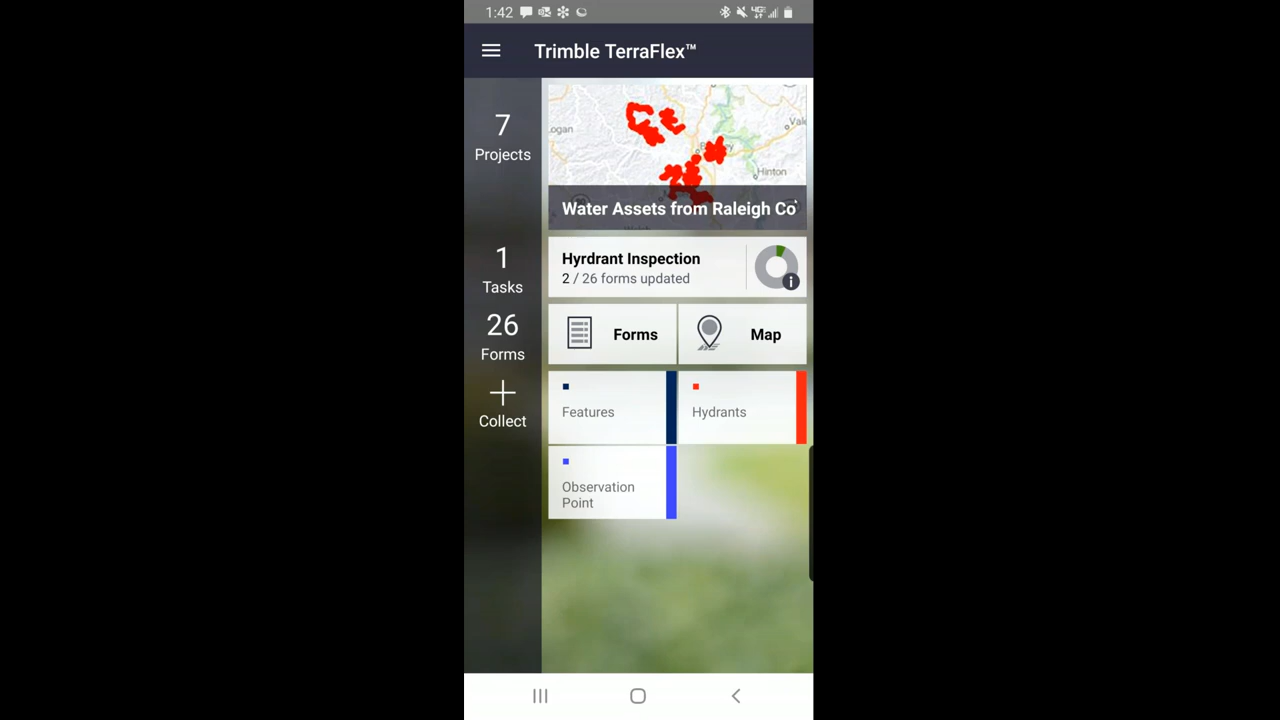 1:42
Trimble TerraFlex™
7
Projects
ogan
Hinton
Water Assets from Raleigh Co
1
Tasks
Hyrdrant Inspection
2 / 26 forms updated
26
Forms
Forms
Map
Collect
Features
Hydrants
Observation
Point